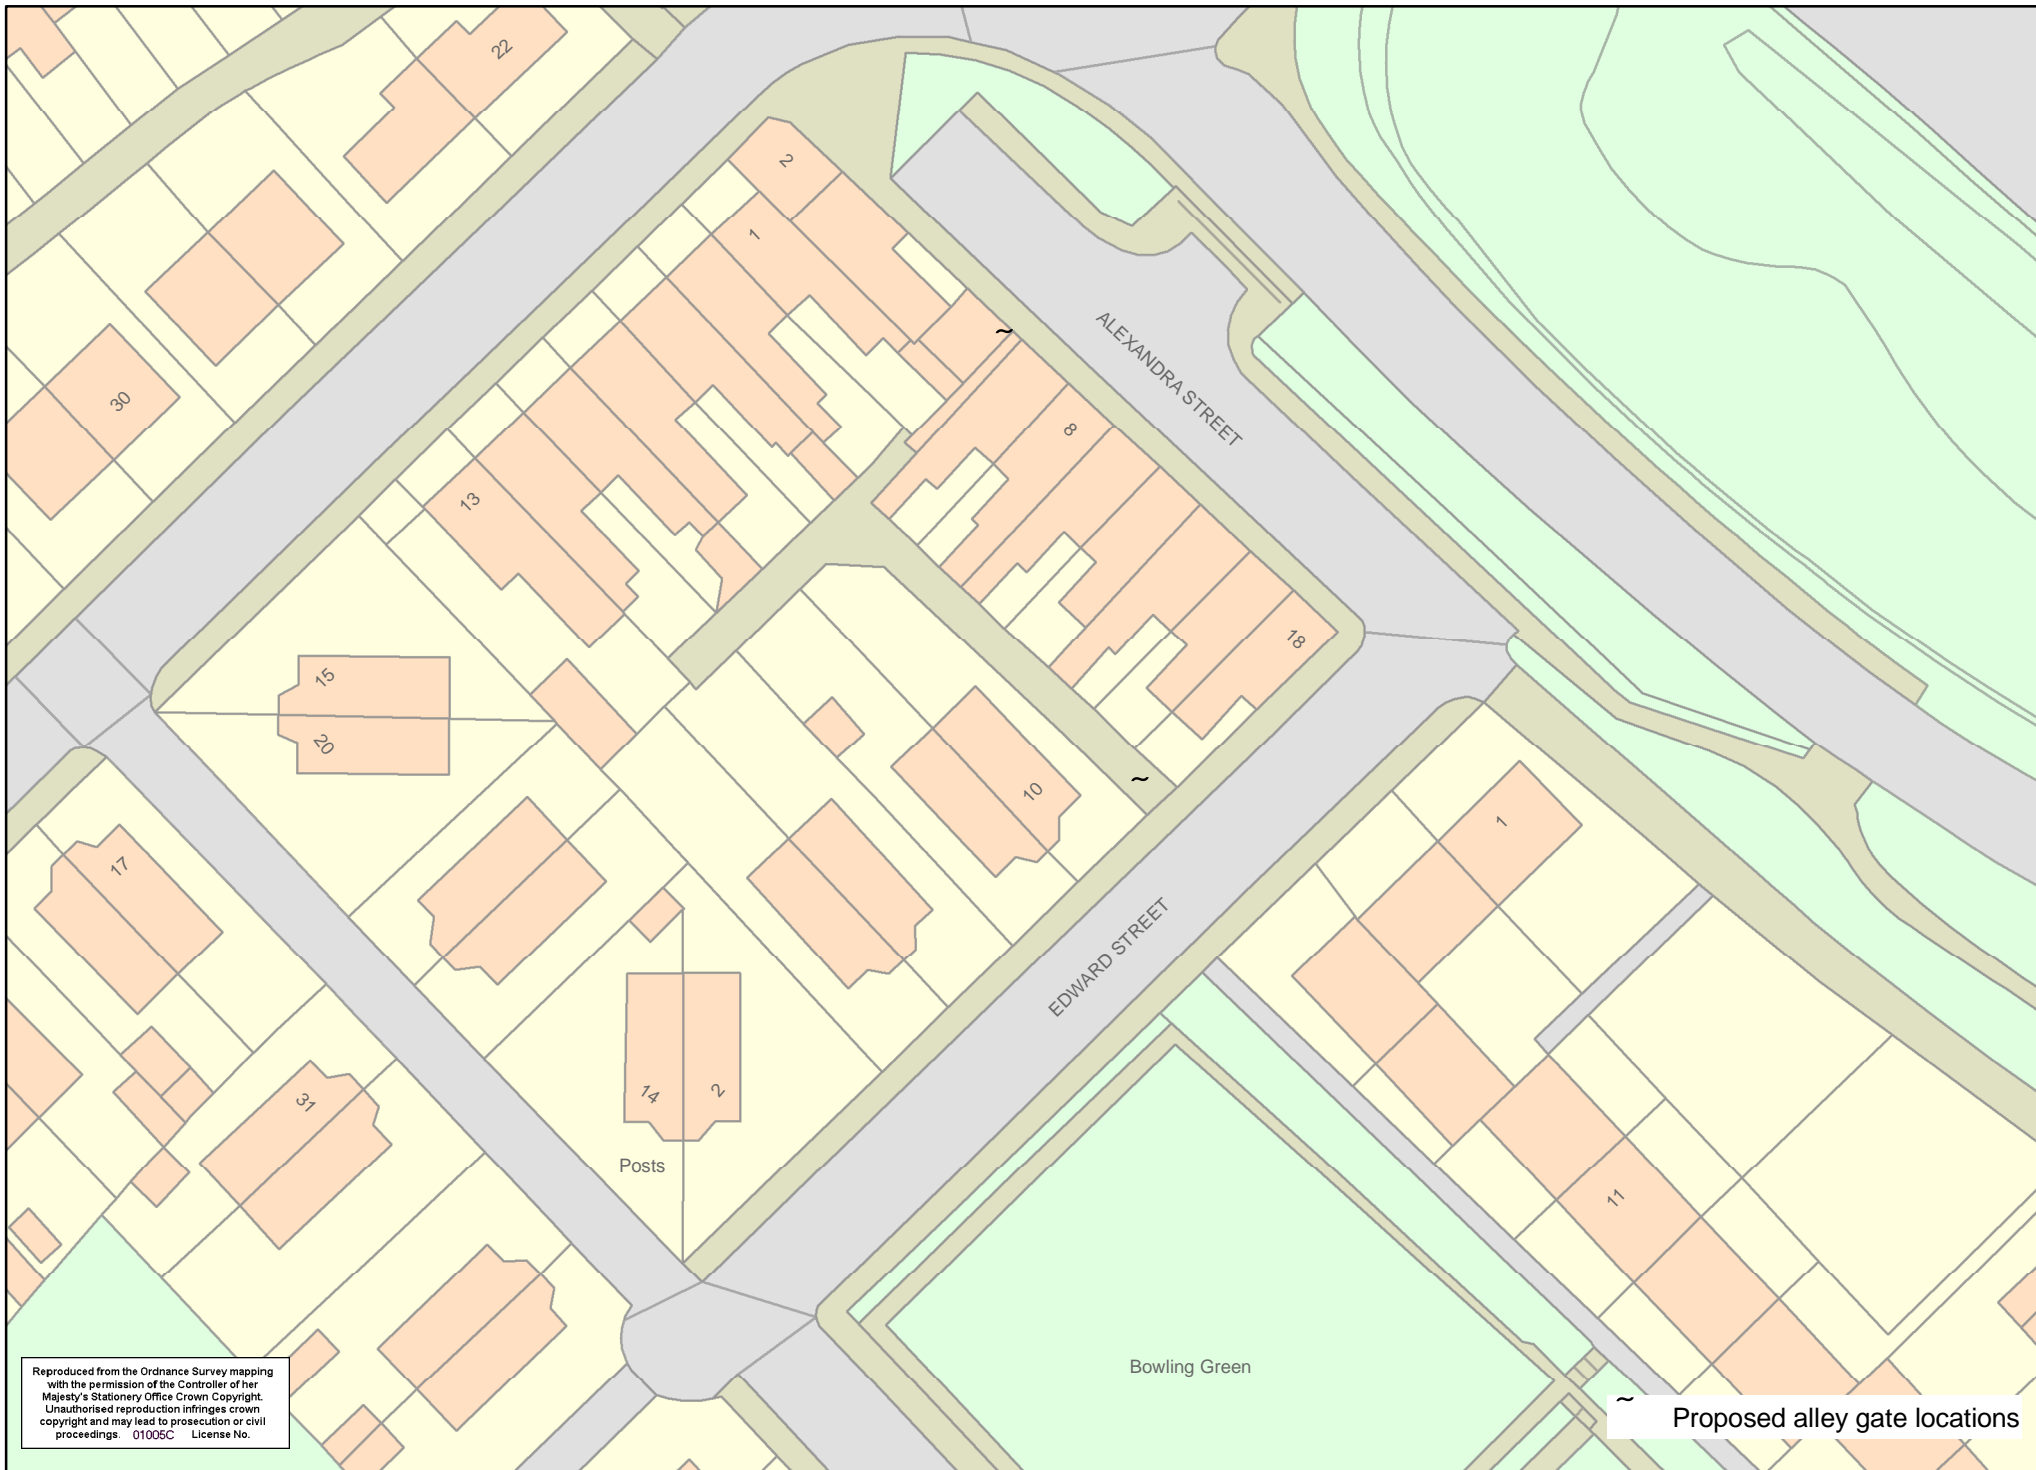 22
2
1
~
ALEXANDRA STREET
30
8
13
18
15
20
~
10
1
17
EDWARD STREET
31
14
2
Posts
11
Bowling Green
Reproduced from the Ordnance Survey mapping
with the permission of the Controller of her
Majesty's Stationery Office Crown Copyright.
Unauthorised reproduction infringes crown
copyright and may lead to prosecution or civil
proceedings. 01005C License No.
~ Proposed alley gate locations